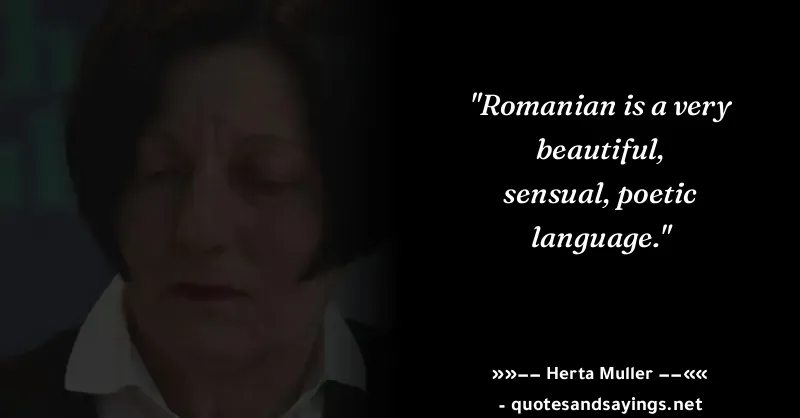 "Romanian is a very
beautiful,
sensual, poetic
language."
»»−− Herta Muller −−««
- quotesandsayings.net